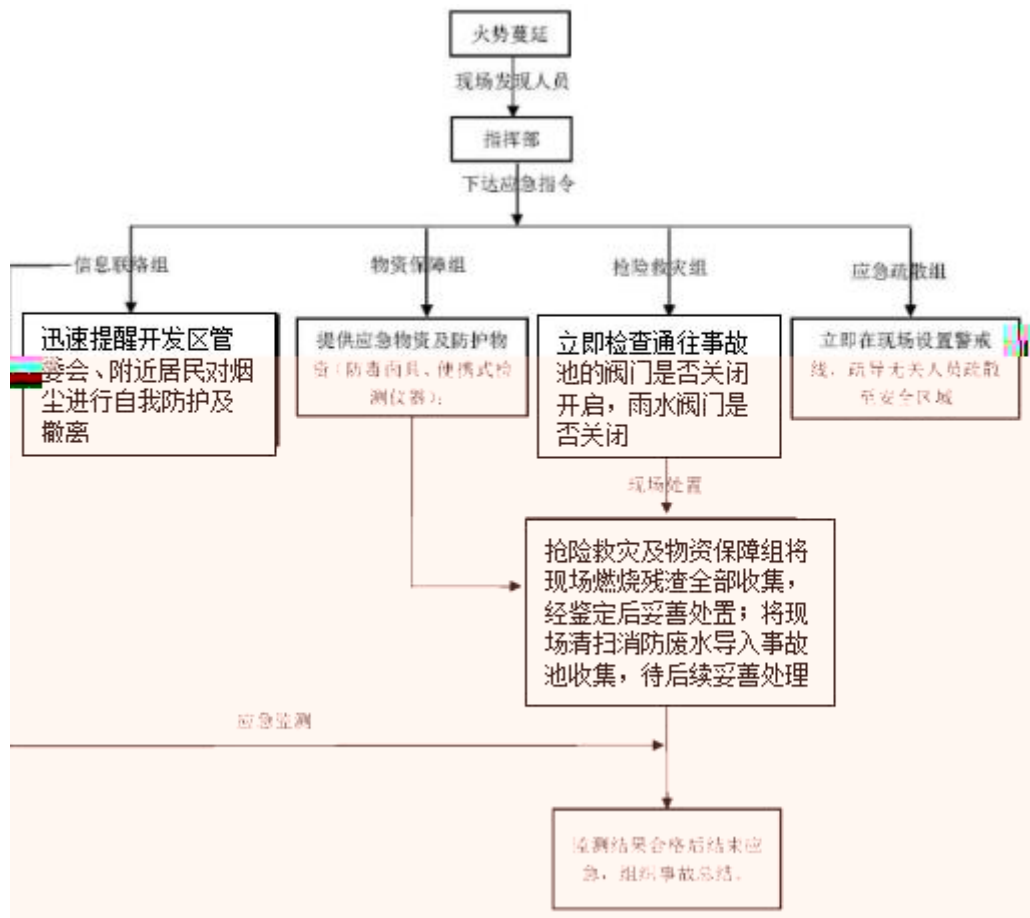 火势蔓延
现场发现人员
指挥部
下达应急指令
信息联络组
物资保障组
抢险救灾组
应急疏散组
迅速提醒开发区管
委会、附近居民对烟
尘进行自我防护及
撤离
提供应急物资及防护物
资（防毒面具、便携式检
测仪器）；
立即检查通往事故
池的阀门是否关闭
开启，雨水阀门是
否关闭
立即在现场设置警戒
线，疏导无关人员疏散
至安全区域
现场处置
抢险救灾及物资保障组将
现场燃烧残渣全部收集，
经鉴定后妥善处置；将现
场清扫消防废水导入事故
池收集，待后续妥善处理
应急监测
监测结果合格后结束应
急，组织事故总结。